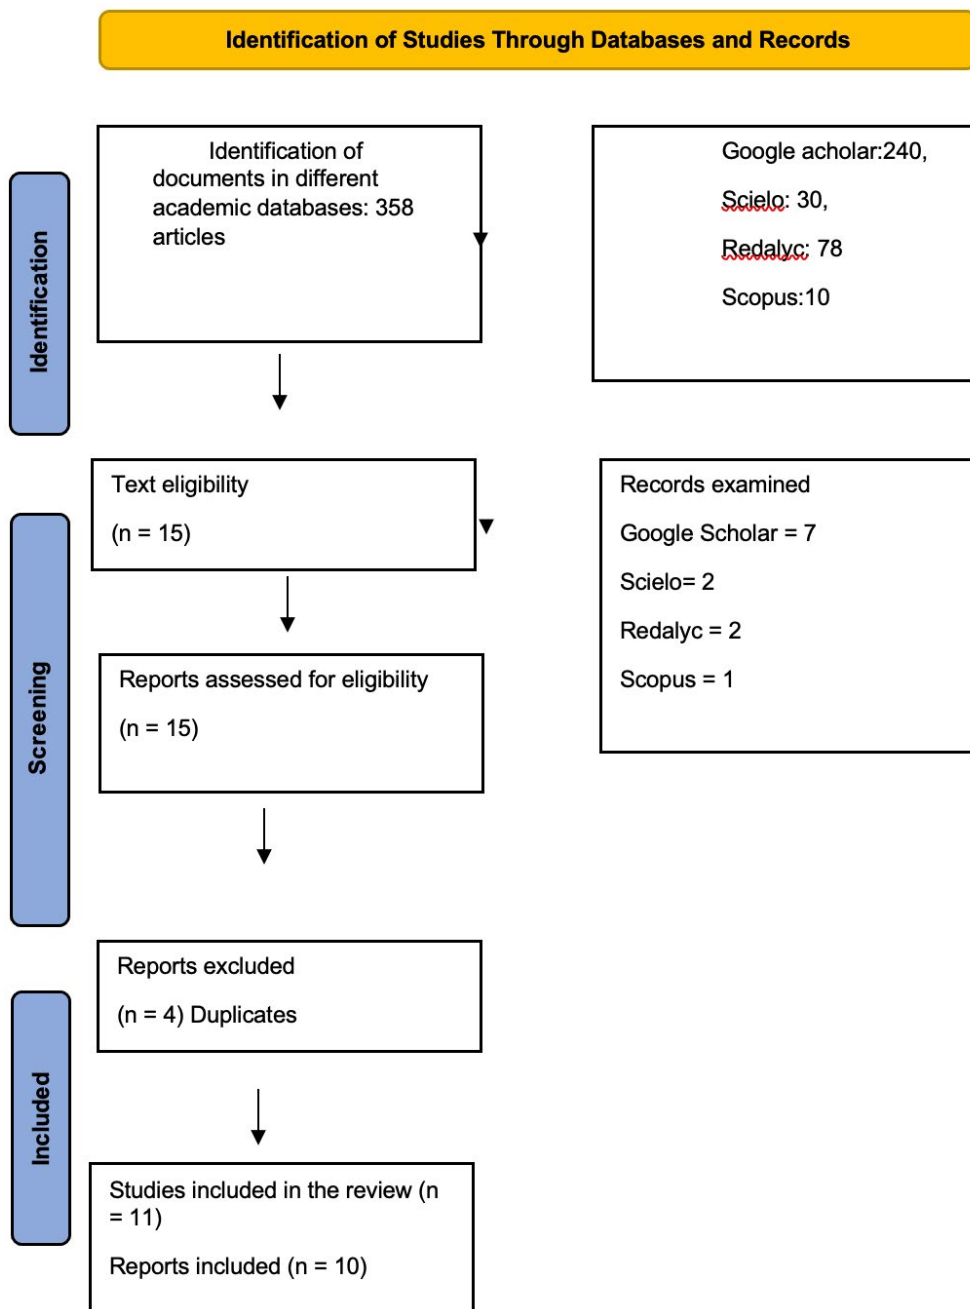 Identification of Studies Through Databases and Records
Identification
Identification of
documents in different
academic databases: 358
articles
Google acholar:240,
Scielo: 30,
Redalyc: 78
Scopus:10
Screening
Text eligibility
(n = 15)
Records examined
Google Scholar = 7
Scielo= 2
Redalyc = 2
Scopus = 1
Reports assessed for eligibility
(n = 15)
Reports excluded
(n = 4) Duplicates
Included
Studies included in the review (n
= 11)
Reports included (n = 10)